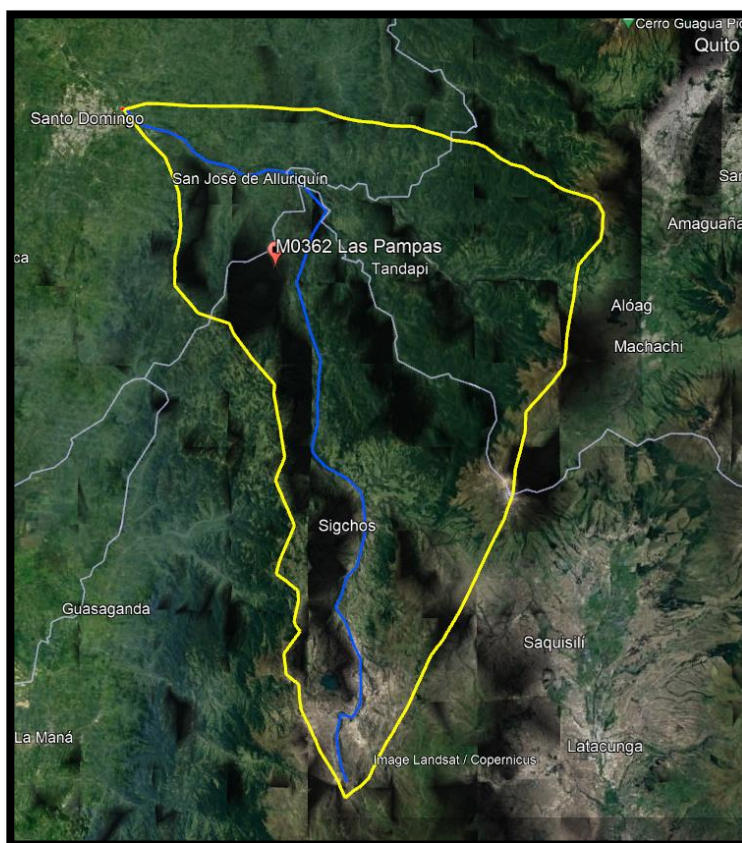 Cerro Guagua
Quito
Santo Domingo
San José de Alluriquín
Amaguaña
M0362 Las Pampas
ca
Tandapi
Alóag
Machachi
Sigchos
Guasaganda
Saquisilí
La Maná
Latacunga
Image Landsat / Copernicus